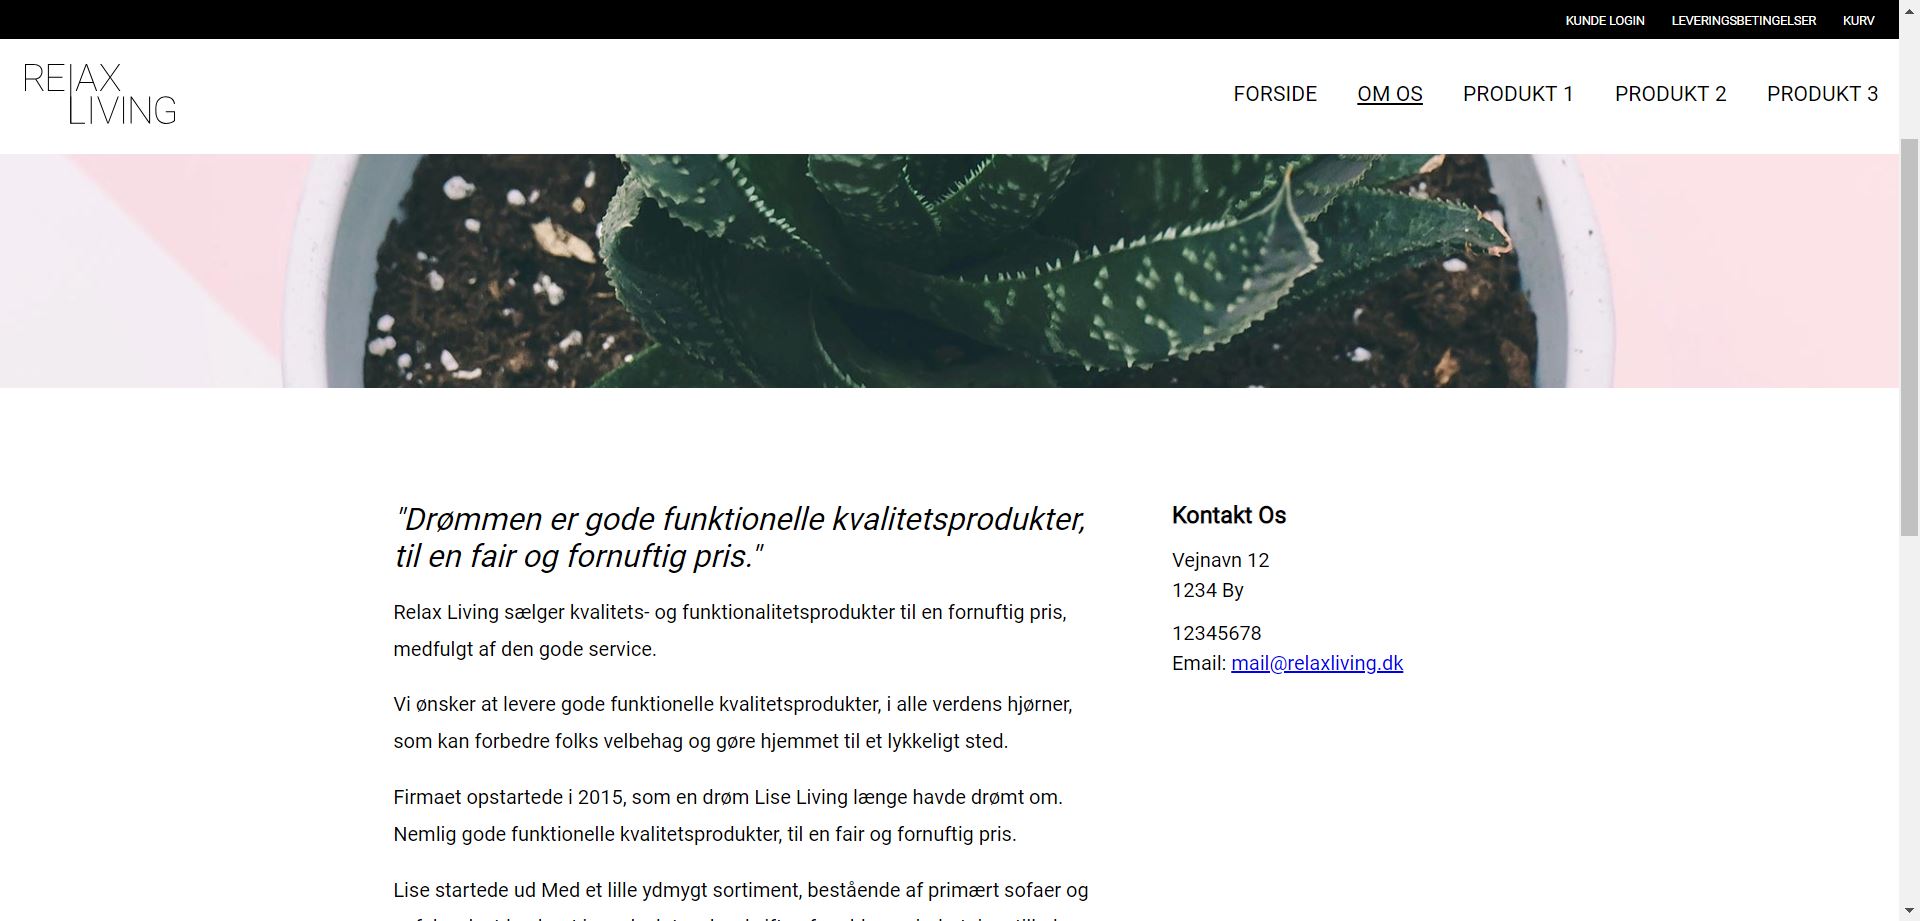 KUNDE LOGIN LEVERINGSBETINGELSER KURV
RELAX
LIVING
FORSIDE OM OS PRODUKT 1 PRODUKT 2 PRODUKT 3
"Drømmen er gode funktionelle kvalitetsprodukter,
til en fair og fornuftig pris."
Relax Living sælger kvalitets- og funktionalitetsprodukter til en fornuftig pris,
medfulgt af den gode service.
Vi ønsker at levere gode funktionelle kvalitetsprodukter, i alle verdens hjørner,
som kan forbedre folks velbehag og gøre hjemmet til et lykkeligt sted.
Firmaet opstartede i 2015, som en drøm Lise Living længe havde drømt om.
Nemlig gode funktionelle kvalitetsprodukter, til en fair og fornuftig pris.
Lise startede ud Med et lille ydmygt sortiment, bestående af primært sofaer og
Kontakt Os
Vejnavn 12
1234 By
12345678
Email: mail@relaxliving.dk